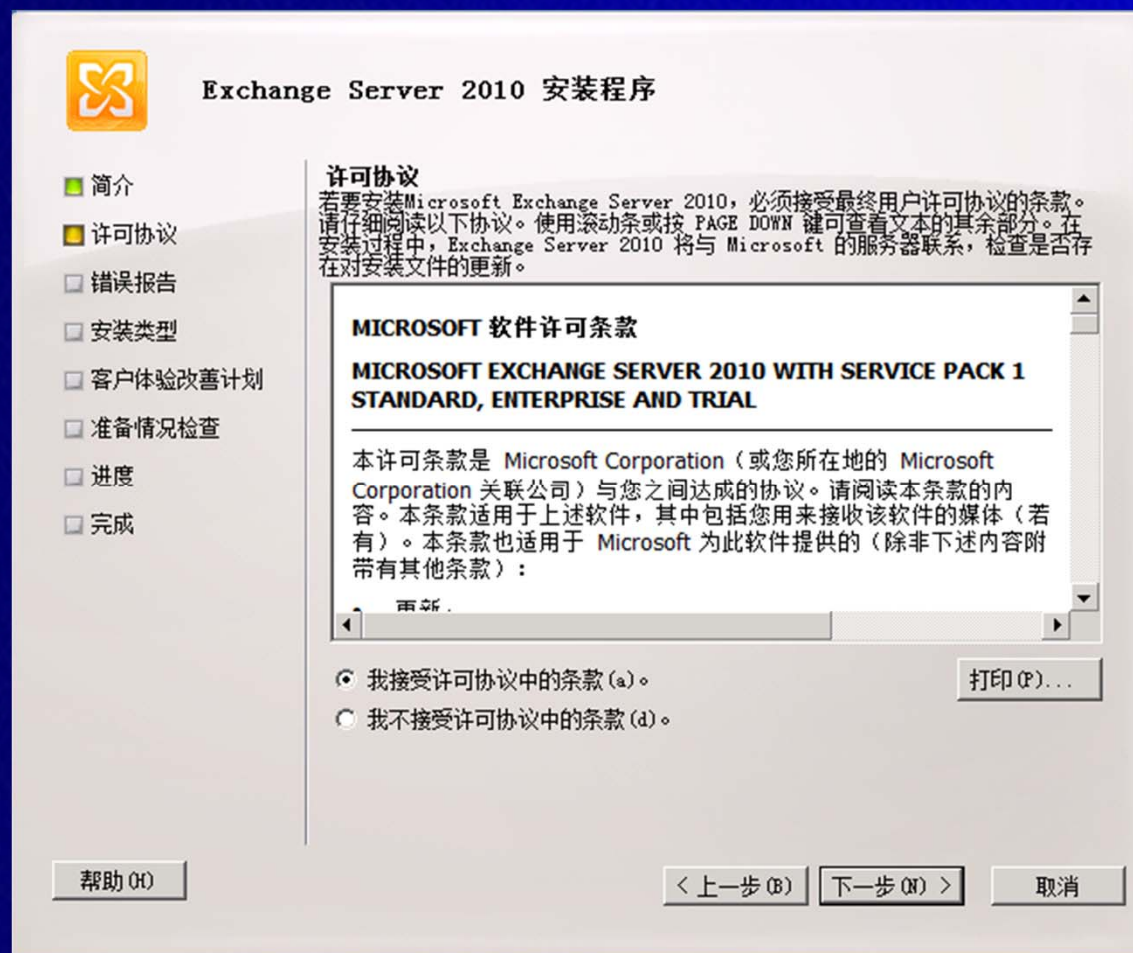 Exchange Server 2010 安装程序
简介
许可协议
错误报告
安装类型
客户体验改善计划
准备情况检查
进度
完成
许可协议
若要安装Microsoft Exchange Server 2010，必须接受最终用户许可协议的条款。
请仔细阅读以下协议。使用滚动条或按 PAGE DOWN 键可查看文本的其余部分。在
安装过程中，Exchange Server 2010 将与 Microsoft 的服务器联系，检查是否存
在对安装文件的更新。
MICROSOFT 软件许可条款
MICROSOFT EXCHANGE SERVER 2010 WITH SERVICE PACK 1
STANDARD, ENTERPRISE AND TRIAL
本许可条款是 Microsoft Corporation（或您所在地的 Microsoft
Corporation 关联公司）与您之间达成的协议。请阅读本条款的内
容。本条款适用于上述软件，其中包括您用来接收该软件的媒体（若
有）。本条款也适用于 Microsoft 为此软件提供的（除非下述内容附
带有其他条款）：
• 更新，
我接受许可协议中的条款(a)。
打印(P)...
我不接受许可协议中的条款(d)。
帮助(H)
< 上一步(B)
下一步(N) >
取消